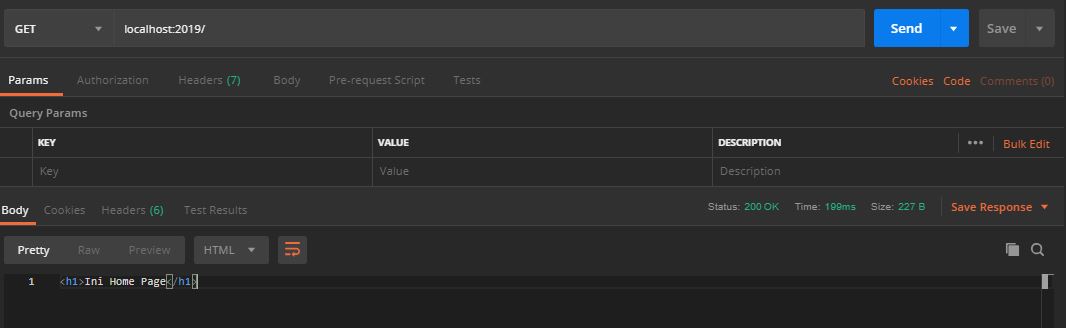 GET localhost:2019/ Send Save
Params Authorization Headers (7) Body Pre-request Script Tests Cookies Code Comments (0)
Query Params
KEY VALUE DESCRIPTION ••• Bulk Edit
Key Value Description
Body Cookies Headers (6) Test Results Status: 200 OK Time: 199ms Size: 227 B Save Response
Pretty Raw Preview HTML
1 <h1>Ini Home Page</h1>